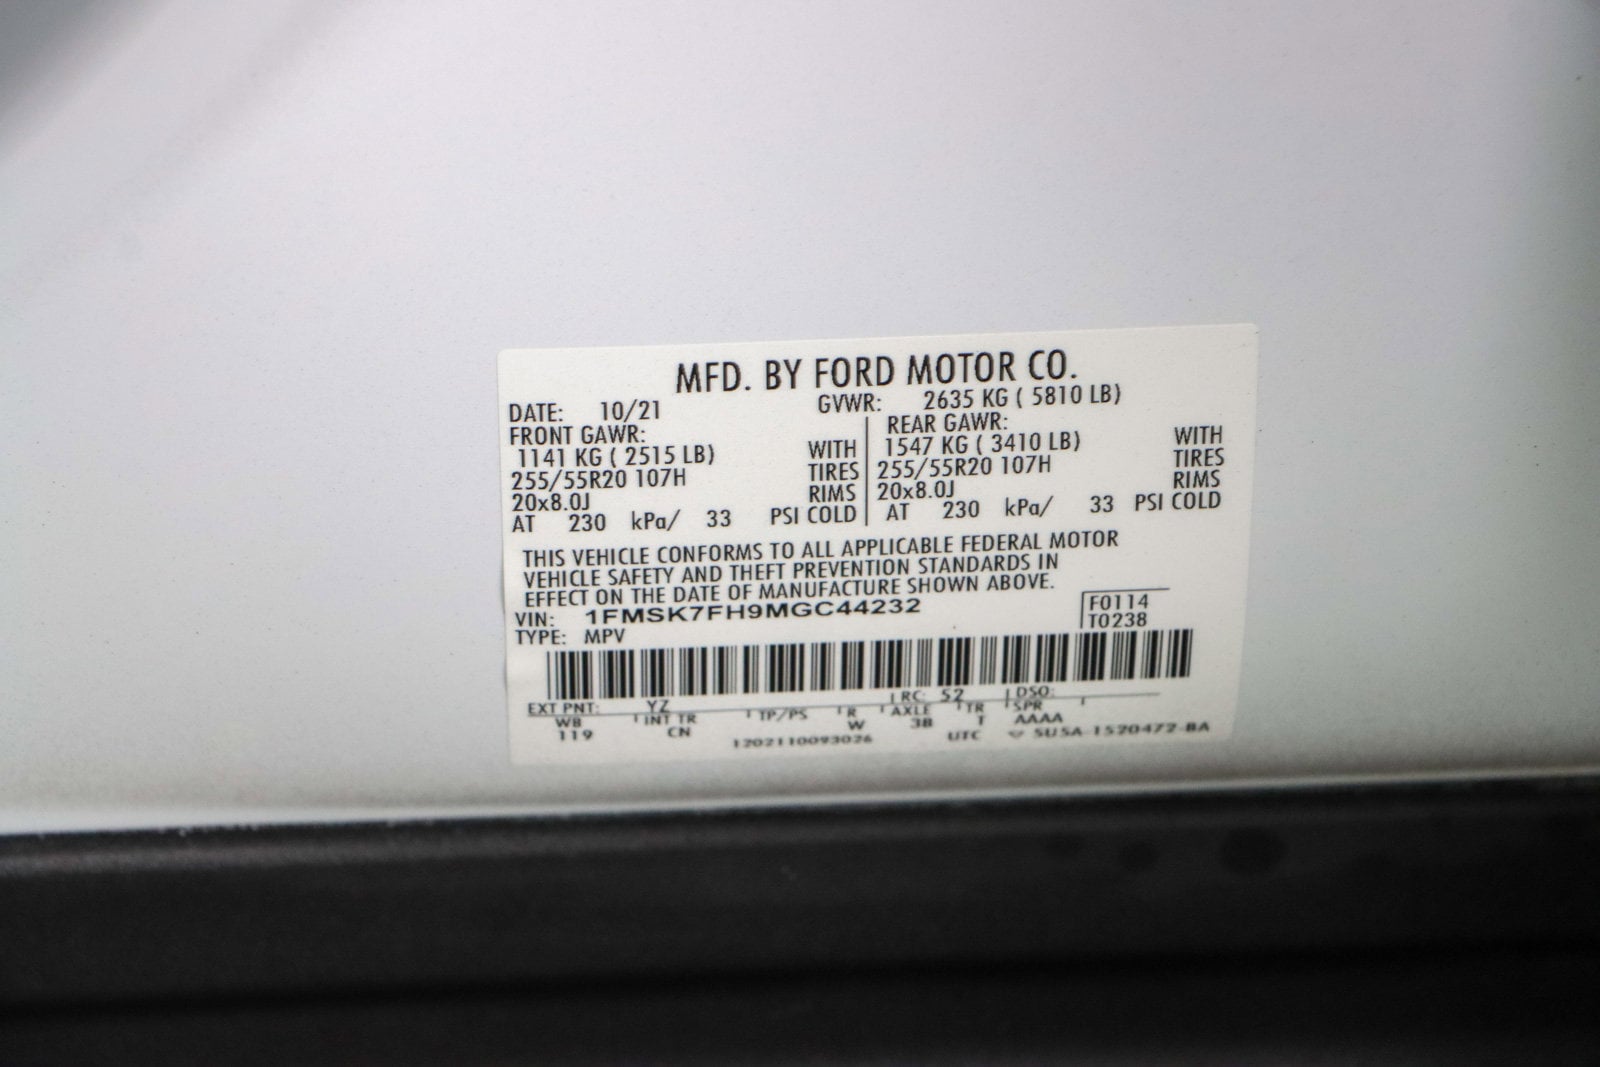 MFD. BY FORD MOTOR CO.
DATE: 10/21 GVWR: 2635 KG ( 5810 LB)
FRONT GAWR: REAR GAWR:
1141 KG ( 2515 LB) WITH 1547 KG ( 3410 LB) WITH
255/55R20 107H TIRES 255/55R20 107H TIRES
20x8.0J RIMS 20x8.0J RIMS
AT 230 kPa/ 33 PSI COLD AT 230 kPa/ 33 PSI COLD
THIS VEHICLE CONFORMS TO ALL APPLICABLE FEDERAL MOTOR
VEHICLE SAFETY AND THEFT PREVENTION STANDARDS IN
EFFECT ON THE DATE OF MANUFACTURE SHOWN ABOVE.
VIN: 1FMSK7FH9MGC44232 F0114
TYPE: MPV T0238
EXT PNT: YZ RC: 52 DSO:
WB INT TR TP/PS R AXLE TR SPR
119 CN W 3B T AAAA
1202110093026 UTC 5U5A-1520472-BA